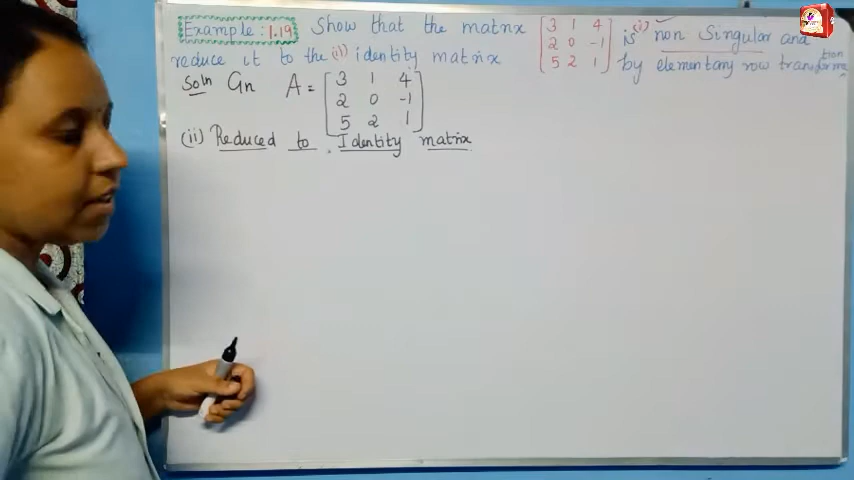 Example: 1.19 Show that the matrix [3 1 4 2 0 -1 5 2 1] is (i) non Singular and
reduce it to the (ii) identity matrix by elementary row transformation
Soln Gn A = [3 1 4
2 0 -1
5 2 1]
(ii) Reduced to Identity matrix